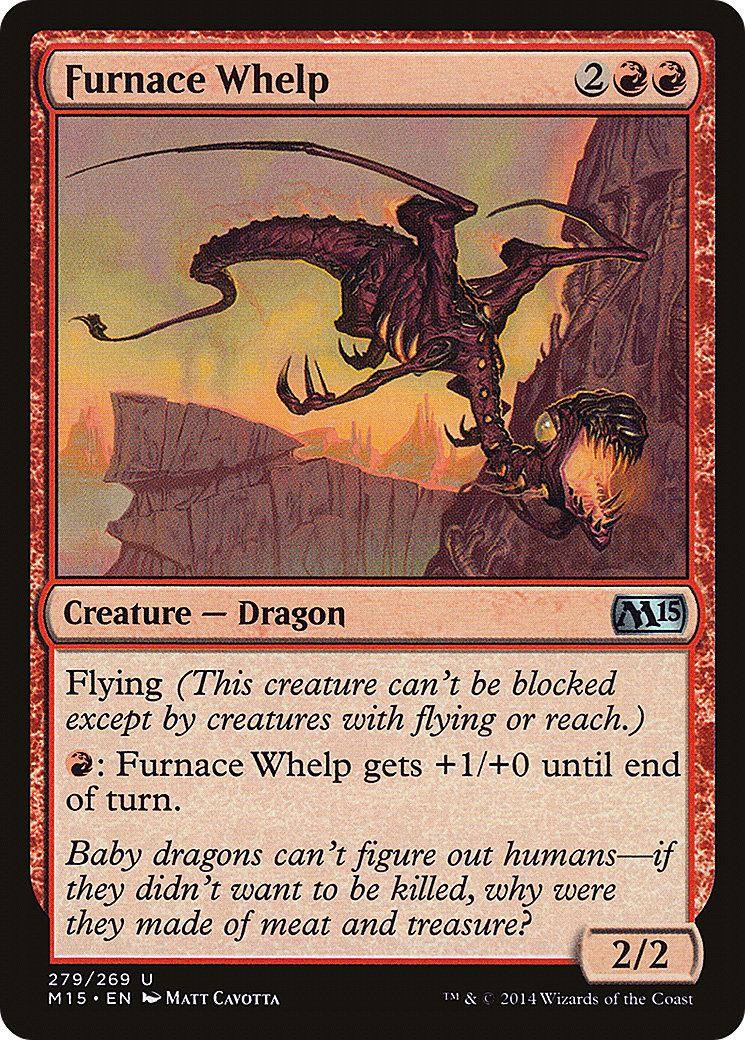 Furnace Whelp 2
Creature — Dragon M15
Flying (This creature can't be blocked
except by creatures with flying or reach.)
: Furnace Whelp gets +1/+0 until end
of turn.
Baby dragons can't figure out humans—if
they didn't want to be killed, why were
they made of meat and treasure?
2/2
279/269 U
M15 • EN Matt Cavotta
™ & © 2014 Wizards of the Coast